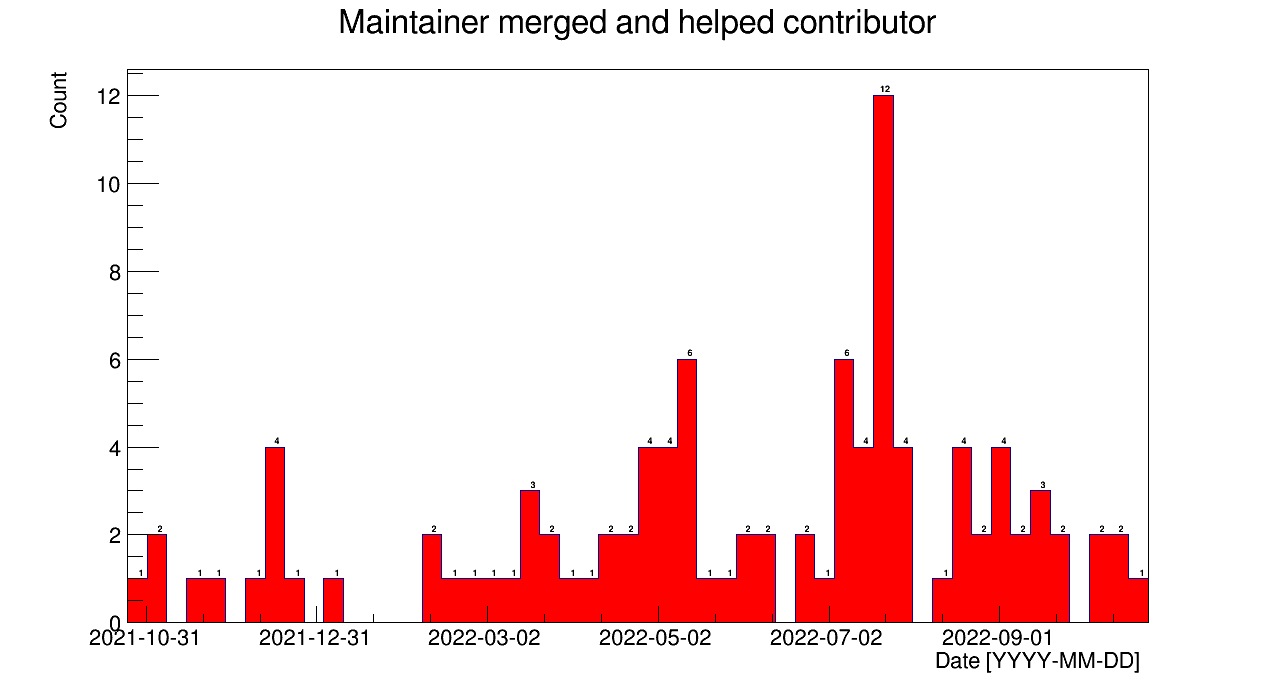 Maintainer merged and helped contributor
Count
12
10
8
6
4
2
0
1 2 1 1 1 4 1 1 2 1 1 1 1 3 2 1 1 2 2 4 4 6 1 1 2 2 2 1 6 4 12 4 1 4 2 4 2 3 2 2 2 1
2021-10-31 2021-12-31 2022-03-02 2022-05-02 2022-07-02 2022-09-01
Date [YYYY-MM-DD]